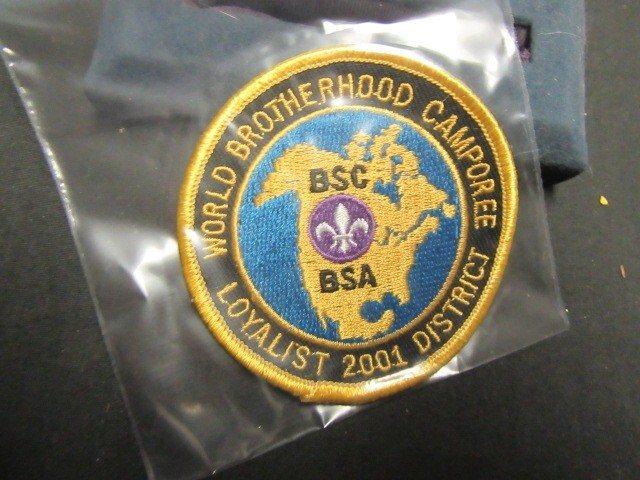 WORLD BROTHERHOOD CAMPOREE
BSC
BSA
LOYALIST 2001 DISTRICT